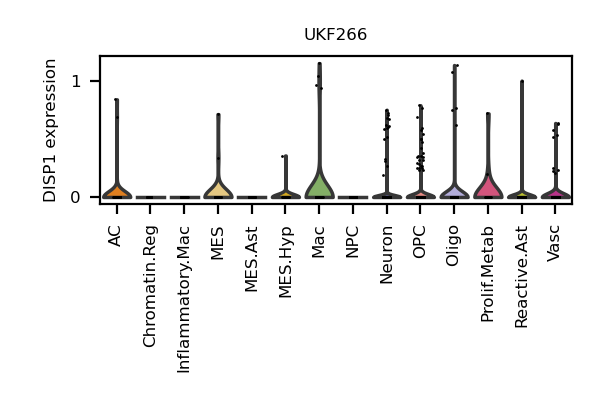 UKF266
DISP1 expression
1
0
AC
Chromatin.Reg
Inflammatory.Mac
MES
MES.Ast
MES.Hyp
Mac
NPC
Neuron
OPC
Oligo
Prolif.Metab
Reactive.Ast
Vasc